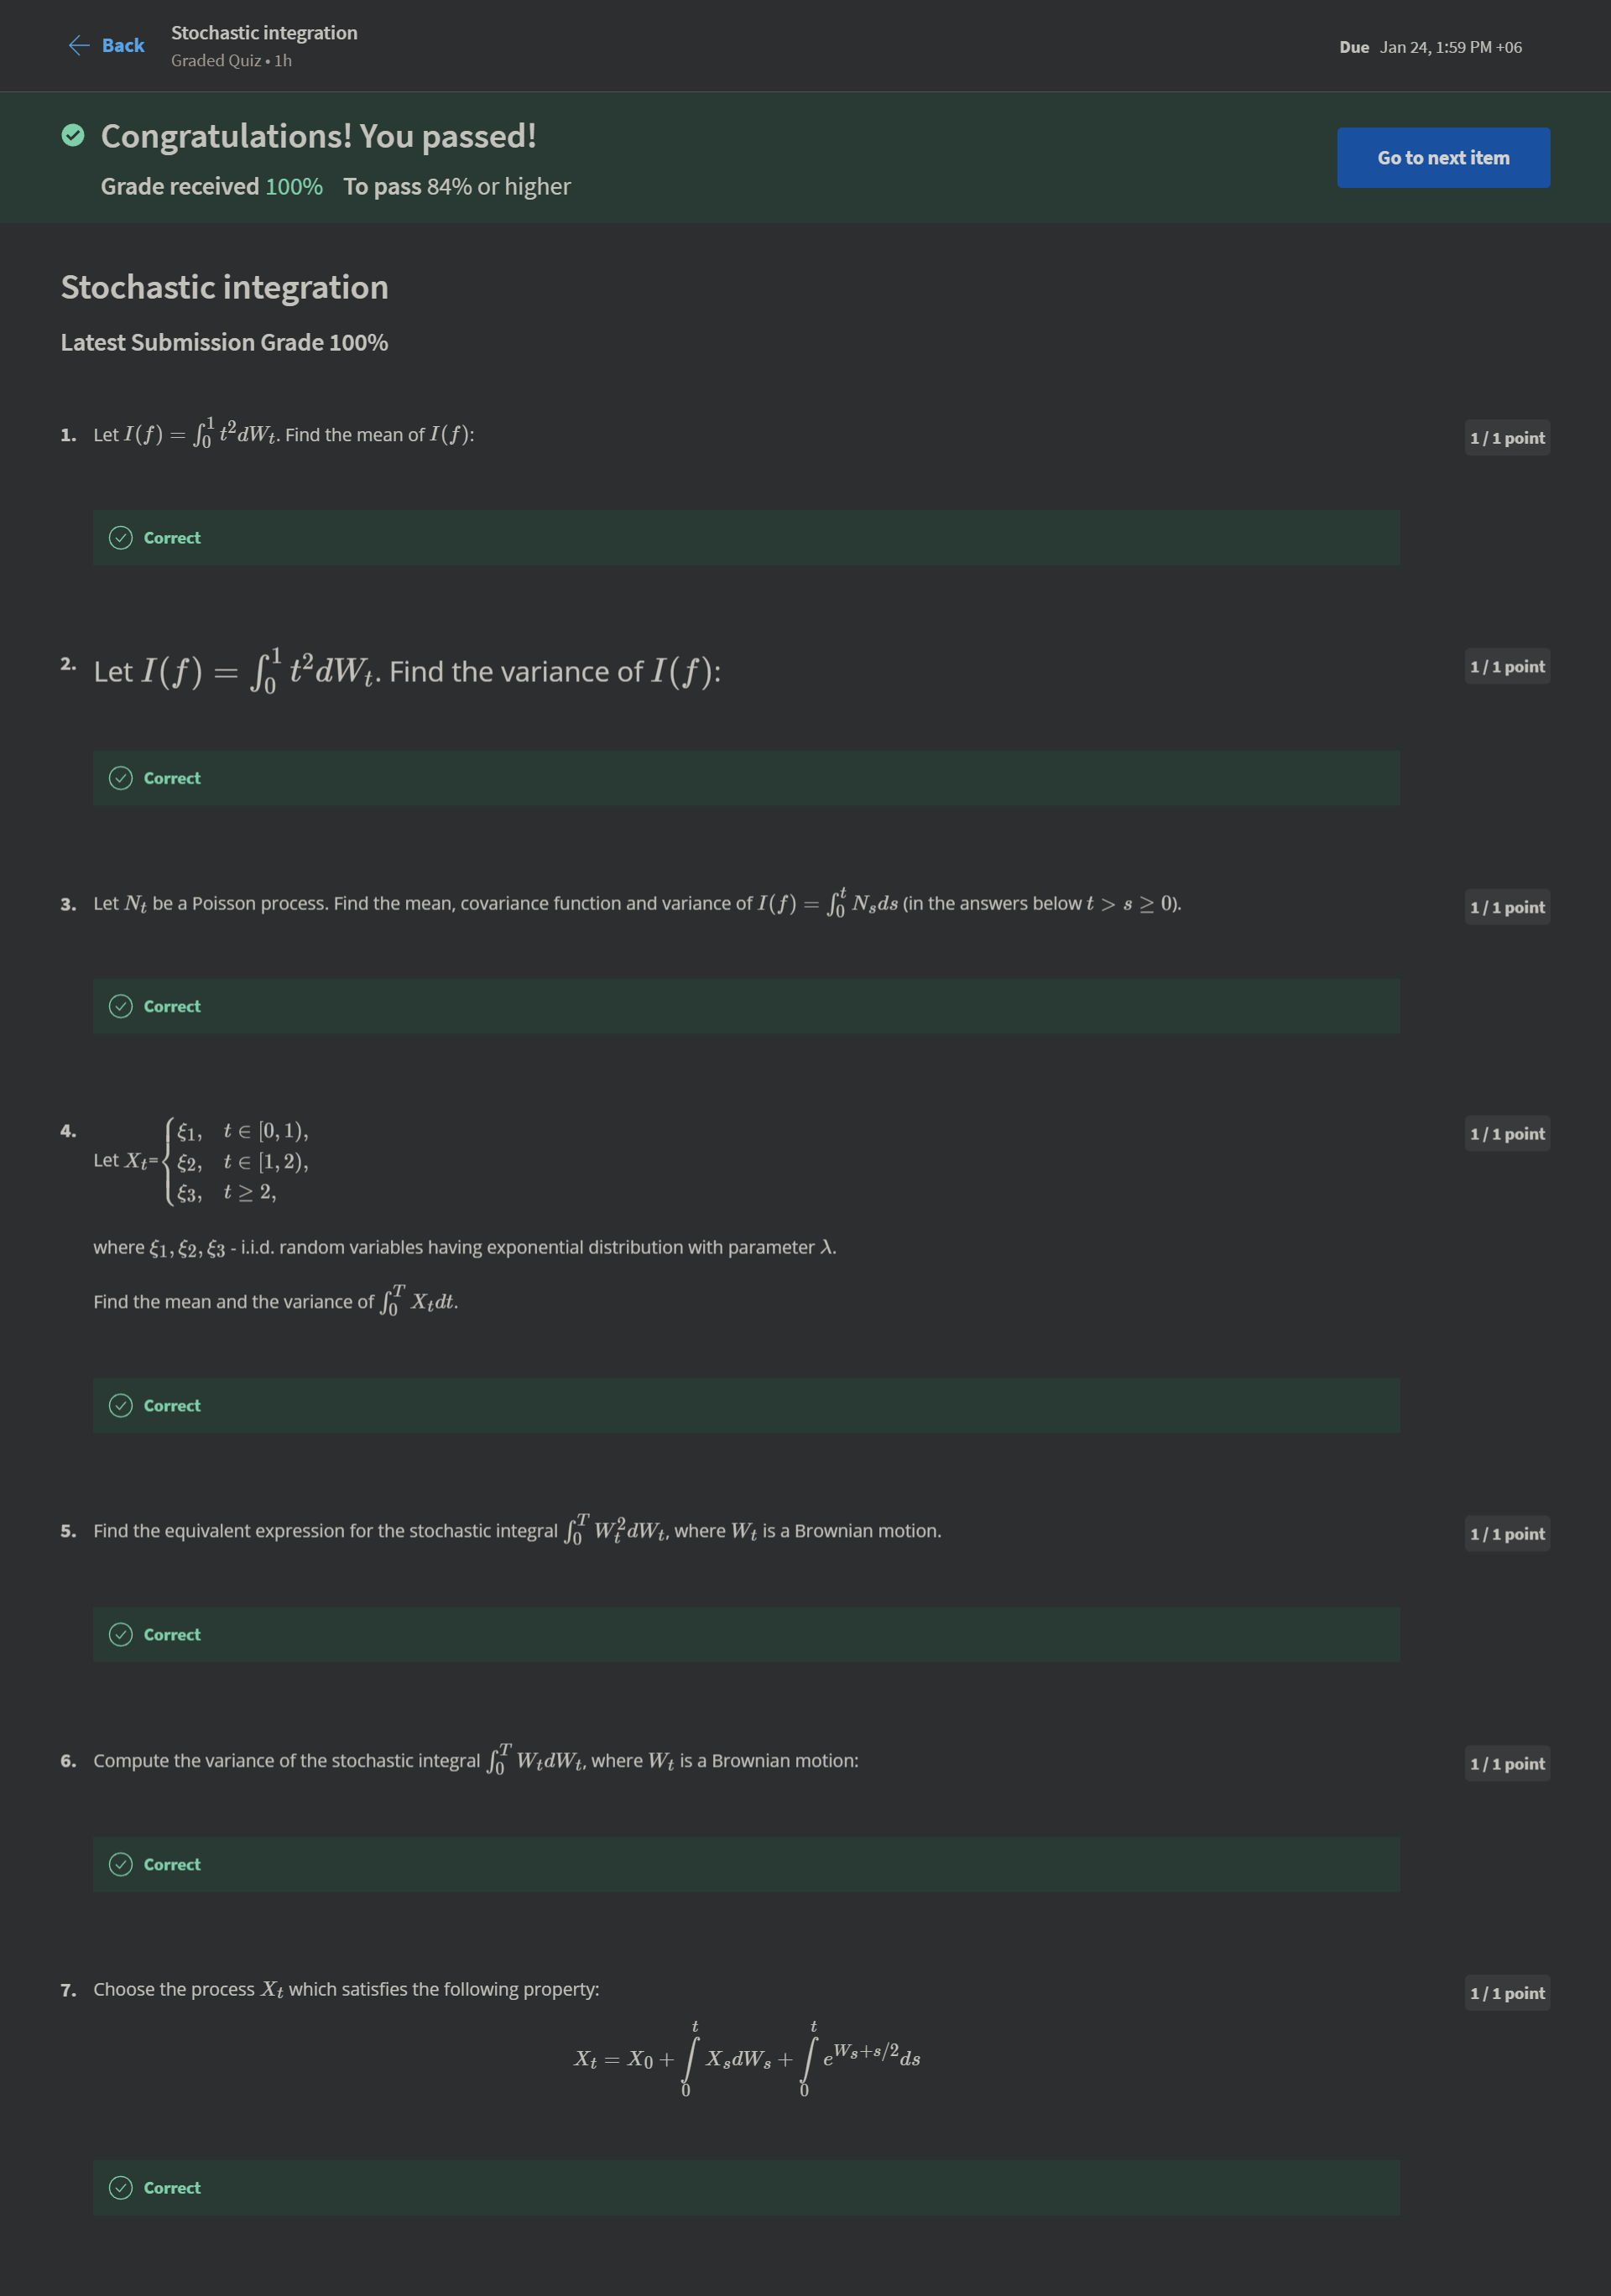 Back
Stochastic integration
Graded Quiz • 1h
Due Jan 24, 1:59 PM +06
Congratulations! You passed!
Grade received 100% To pass 84% or higher
Go to next item
Stochastic integration
Latest Submission Grade 100%
1. Let $I(f) = \int_0^1 t^2 dW_t$. Find the mean of $I(f)$:
1 / 1 point
Correct
2. Let $I(f) = \int_0^1 t^2 dW_t$. Find the variance of $I(f)$:
1 / 1 point
Correct
3. Let $N_t$ be a Poisson process. Find the mean, covariance function and variance of $I(f) = \int_0^t N_s ds$ (in the answers below $t > s \geq 0$).
1 / 1 point
Correct
4.
1 / 1 point
Let $X_t$=$\begin{cases} \xi_1, & t \in [0, 1), \\ \xi_2, & t \in [1, 2), \\ \xi_3, & t \geq 2, \end{cases}$
where $\xi_1, \xi_2, \xi_3$ - i.i.d. random variables having exponential distribution with parameter $\lambda$.
Find the mean and the variance of $\int_0^T X_t dt$.
Correct
5. Find the equivalent expression for the stochastic integral $\int_0^T W_t^2 dW_t$, where $W_t$ is a Brownian motion.
1 / 1 point
Correct
6. Compute the variance of the stochastic integral $\int_0^T W_t dW_t$, where $W_t$ is a Brownian motion:
1 / 1 point
Correct
7. Choose the process $X_t$ which satisfies the following property:
1 / 1 point
$X_t = X_0 + \int_0^t X_s dW_s + \int_0^t e^{W_s + s/2} ds$
Correct